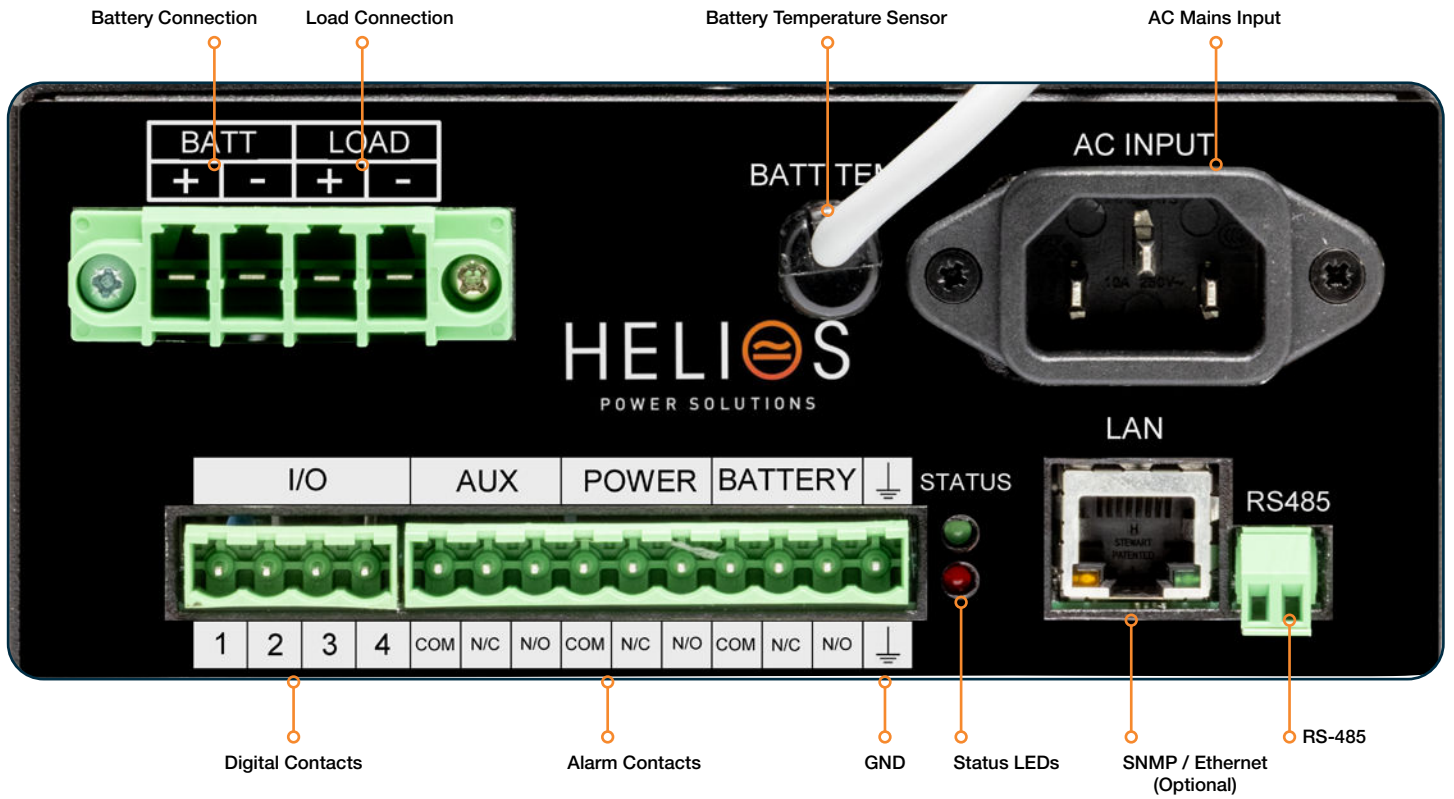 Battery Connection
Load Connection
Battery Temperature Sensor
AC Mains Input
BATT LOAD
+ - + -
BATT
AC INPUT
10A 250V~
HELIOS
POWER SOLUTIONS
LAN
I/O AUX POWER BATTERY
STATUS
RS485
H
STEWART
PATENTED
1 2 3 4 COM N/C N/O COM N/C N/O COM N/C N/O
Digital Contacts
Alarm Contacts
GND
Status LEDs
SNMP / Ethernet
(Optional)
RS-485